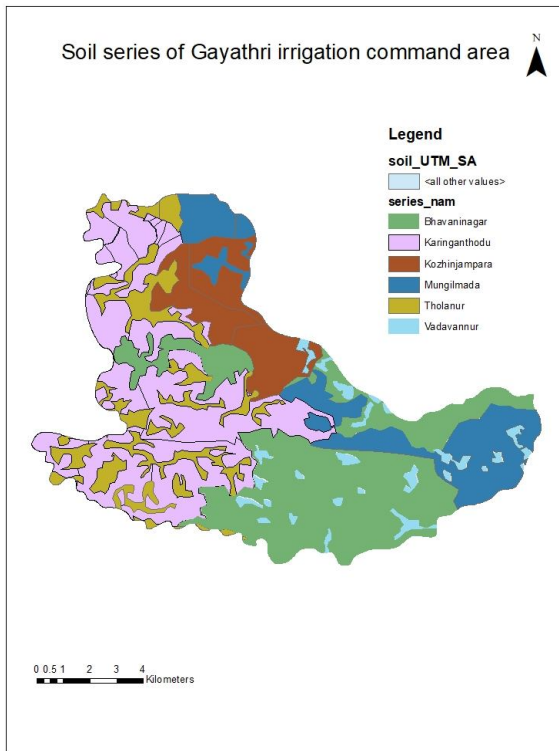 Soil series of Gayathri irrigation command area
N
Legend
soil_UTM_SA
<all other values>
series_nam
Bhavaninagar
Karinganthodu
Kozhinjampara
Mungilmada
Tholanur
Vadavannur
0 0.5 1 2 3 4
Kilometers